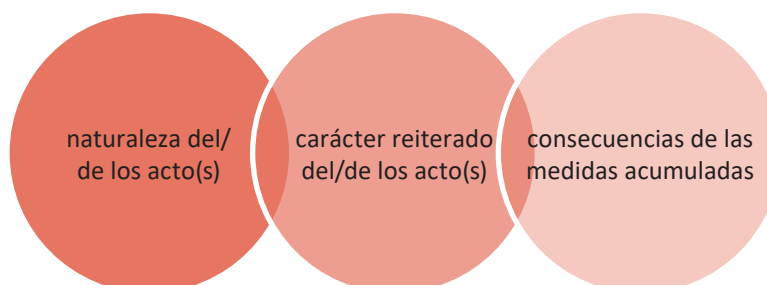 naturaleza del/
de los acto(s)
carácter reiterado
del/de los acto(s)
consecuencias de las
medidas acumuladas